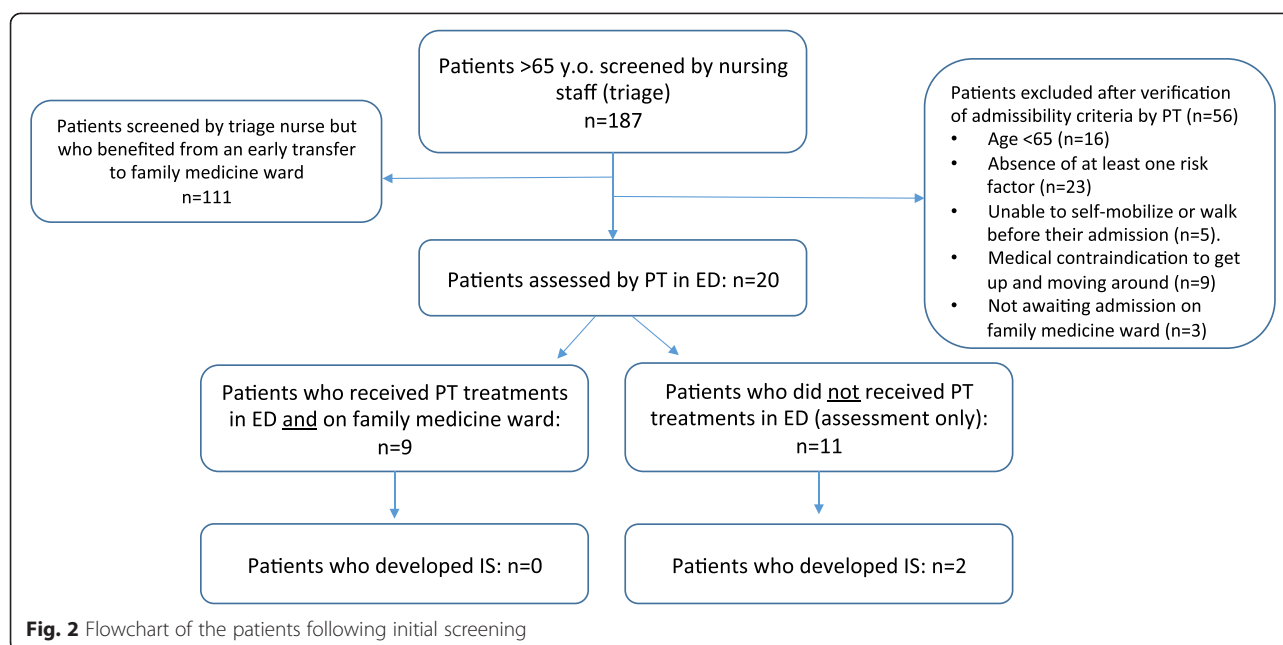 Patients >65 y.o. screened by nursing
staff (triage)
n=187
Patients screened by triage nurse but
who benefited from an early transfer
to family medicine ward
n=111
Patients excluded after verification
of admissibility criteria by PT (n=56)
• Age <65 (n=16)
• Absence of at least one risk
factor (n=23)
• Unable to self-mobilize or walk
before their admission (n=5).
• Medical contraindication to get
up and moving around (n=9)
• Not awaiting admission on
family medicine ward (n=3)
Patients assessed by PT in ED: n=20
Patients who received PT treatments
in ED and on family medicine ward:
n=9
Patients who did not received PT
treatments in ED (assessment only):
n=11
Patients who developed IS: n=0
Patients who developed IS: n=2
Fig. 2 Flowchart of the patients following initial screening